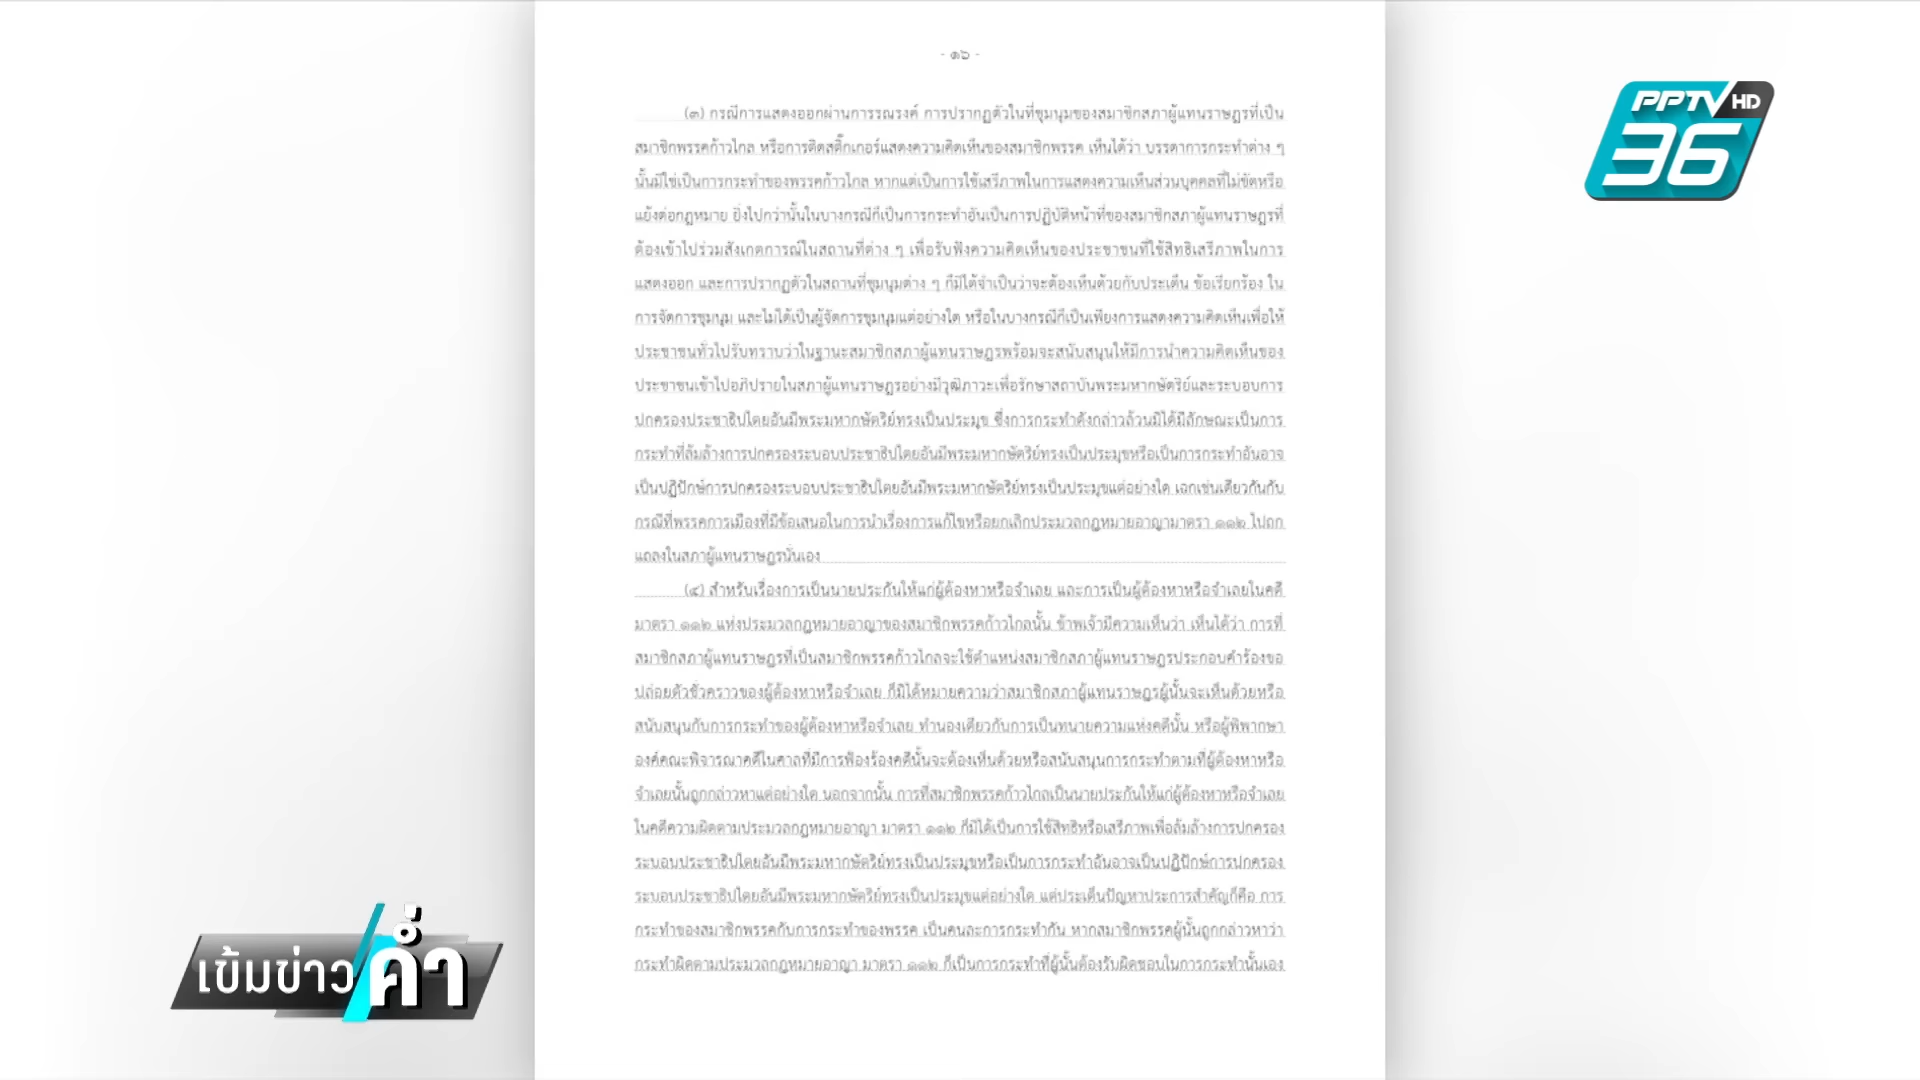 - ๑๖ -
(๓) กรณีการแสดงออกผ่านการรณรงค์ การปรากฏตัวในที่ชุมนุมของสมาชิกสภาผู้แทนราษฎรที่เป็น
สมาชิกพรรคก้าวไกล หรือการติดสติ๊กเกอร์แสดงความคิดเห็นของสมาชิกพรรค เห็นได้ว่า บรรดาการกระทำต่าง ๆ
นั้นมิใช่เป็นการกระทำของพรรคก้าวไกล หากแต่เป็นการใช้เสรีภาพในการแสดงความเห็นส่วนบุคคลที่ไม่ขัดหรือ
แย้งต่อกฎหมาย ยิ่งไปกว่านั้นในบางกรณีก็เป็นการกระทำอันเป็นการปฏิบัติหน้าที่ของสมาชิกสภาผู้แทนราษฎรที่
ต้องเข้าไปร่วมสังเกตการณ์ในสถานที่ต่าง ๆ เพื่อรับฟังความคิดเห็นของประชาชนที่ใช้สิทธิเสรีภาพในการ
แสดงออก และการปรากฏตัวในสถานที่ชุมนุมต่าง ๆ ก็มิได้จำเป็นว่าจะต้องเห็นด้วยกับประเด็น ข้อเรียกร้อง ใน
การจัดการชุมนุม และไม่ได้เป็นผู้จัดการชุมนุมแต่อย่างใด หรือในบางกรณีก็เป็นเพียงการแสดงความคิดเห็นเพื่อให้
ประชาชนทั่วไปรับทราบว่าในฐานะสมาชิกสภาผู้แทนราษฎรพร้อมจะสนับสนุนให้มีการนำความคิดเห็นของ
ประชาชนเข้าไปอภิปรายในสภาผู้แทนราษฎรอย่างมีวุฒิภาวะเพื่อรักษาสถาบันพระมหากษัตริย์และระบอบการ
ปกครองประชาธิปไตยอันมีพระมหากษัตริย์ทรงเป็นประมุข ซึ่งการกระทำดังกล่าวล้วนมิได้มีลักษณะเป็นการ
กระทำที่ล้มล้างการปกครองระบอบประชาธิปไตยอันมีพระมหากษัตริย์ทรงเป็นประมุขหรือเป็นการกระทำอันอาจ
เป็นปฏิปักษ์การปกครองระบอบประชาธิปไตยอันมีพระมหากษัตริย์ทรงเป็นประมุขแต่อย่างใด เฉกเช่นเดียวกันกับ
กรณีที่พรรคการเมืองที่มีข้อเสนอในการนำเรื่องการแก้ไขหรือยกเลิกประมวลกฎหมายอาญามาตรา ๑๑๒ ไปถก
แถลงในสภาผู้แทนราษฎรนั่นเอง
(๔) สำหรับเรื่องการเป็นนายประกันให้แก่ผู้ต้องหาหรือจำเลย และการเป็นผู้ต้องหาหรือจำเลยในคดี
มาตรา ๑๑๒ แห่งประมวลกฎหมายอาญาของสมาชิกพรรคก้าวไกลนั้น ข้าพเจ้ามีความเห็นว่า เห็นได้ว่า การที่
สมาชิกสภาผู้แทนราษฎรที่เป็นสมาชิกพรรคก้าวไกลจะใช้ตำแหน่งสมาชิกสภาผู้แทนราษฎรประกอบคำร้องขอ
ปล่อยตัวชั่วคราวของผู้ต้องหาหรือจำเลย ก็มิได้หมายความว่าสมาชิกสภาผู้แทนราษฎรผู้นั้นจะเห็นด้วยหรือ
สนับสนุนกับการกระทำของผู้ต้องหาหรือจำเลย ทำนองเดียวกับการเป็นทนายความแห่งคดีนั้น หรือผู้พิพากษา
องค์คณะพิจารณาคดีในศาลที่มีการฟ้องร้องคดีนั้นจะต้องเห็นด้วยหรือสนับสนุนการกระทำตามที่ผู้ต้องหาหรือ
จำเลยนั้นถูกกล่าวหาแต่อย่างใด นอกจากนั้น การที่สมาชิกพรรคก้าวไกลเป็นนายประกันให้แก่ผู้ต้องหาหรือจำเลย
ในคดีความผิดตามประมวลกฎหมายอาญา มาตรา ๑๑๒ ก็มิได้เป็นการใช้สิทธิหรือเสรีภาพเพื่อล้มล้างการปกครอง
ระบอบประชาธิปไตยอันมีพระมหากษัตริย์ทรงเป็นประมุขหรือเป็นการกระทำอันอาจเป็นปฏิปักษ์การปกครอง
ระบอบประชาธิปไตยอันมีพระมหากษัตริย์ทรงเป็นประมุขแต่อย่างใด แต่ประเด็นปัญหาประการสำคัญก็คือ การ
กระทำของสมาชิกพรรคกับการกระทำของพรรค เป็นคนละการกระทำกัน หากสมาชิกพรรคผู้นั้นถูกกล่าวหาว่า
กระทำผิดตามประมวลกฎหมายอาญา มาตรา ๑๑๒ ก็เป็นการกระทำที่ผู้นั้นต้องรับผิดชอบในการกระทำนั้นเอง
PPTV HD
36
เข้มข่าวค่ำ